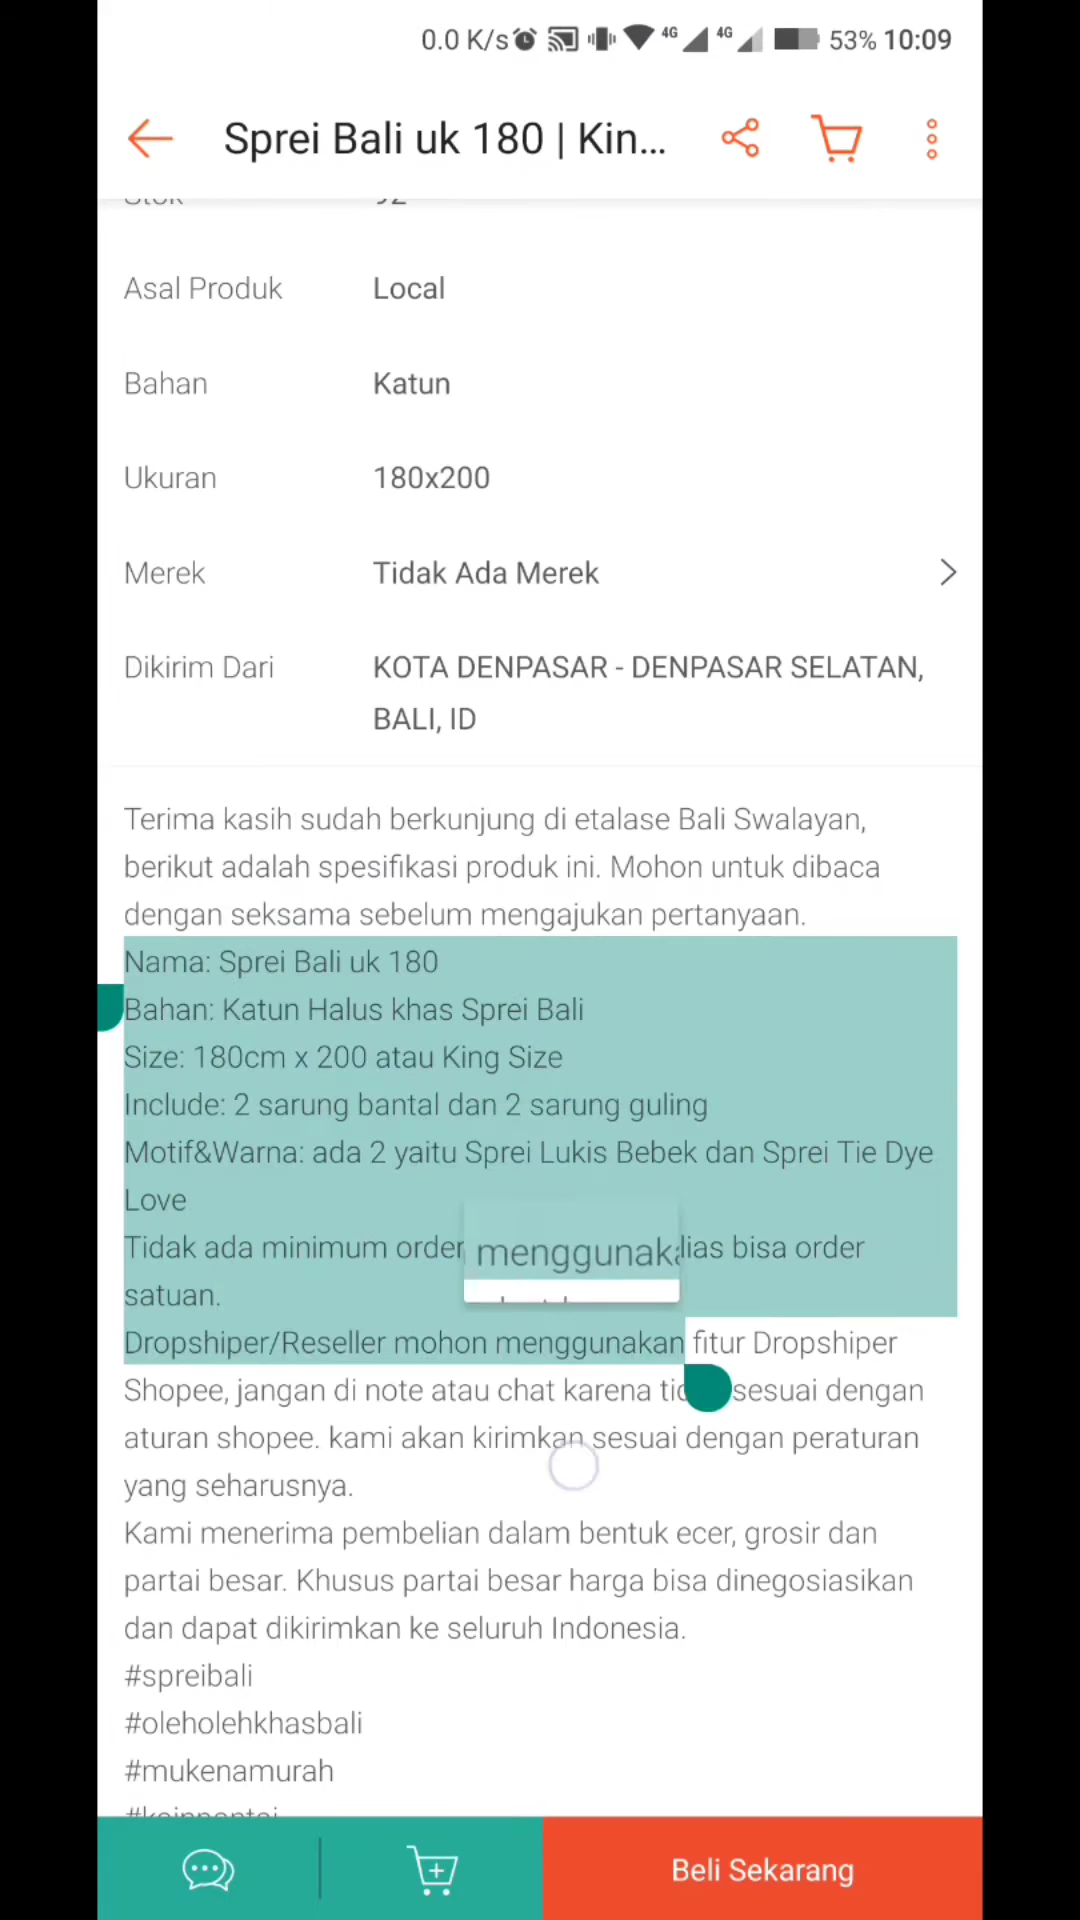 0.0 K/s 4G 4G 53% 10:09
Sprei Bali uk 180 | Kin...
Stok 92
Asal Produk Local
Bahan Katun
Ukuran 180x200
Merek Tidak Ada Merek
Dikirim Dari KOTA DENPASAR - DENPASAR SELATAN,
BALI, ID
Terima kasih sudah berkunjung di etalase Bali Swalayan,
berikut adalah spesifikasi produk ini. Mohon untuk dibaca
dengan seksama sebelum mengajukan pertanyaan.
Nama: Sprei Bali uk 180
Bahan: Katun Halus khas Sprei Bali
Size: 180cm x 200 atau King Size
Include: 2 sarung bantal dan 2 sarung guling
Motif&Warna: ada 2 yaitu Sprei Lukis Bebek dan Sprei Tie Dye
Love
Tidak ada minimum order menggunaka lias bisa order
satuan.
Dropshiper/Reseller mohon menggunakan fitur Dropshiper
Shopee, jangan di note atau chat karena sesuai dengan
aturan shopee. kami akan kirimkan sesuai dengan peraturan
yang seharusnya.
Kami menerima pembelian dalam bentuk ecer, grosir dan
partai besar. Khusus partai besar harga bisa dinegosiasikan
dan dapat dikirimkan ke seluruh Indonesia.
#spreibali
#oleholehkhasbali
#mukenamurah
#kainpantai
Beli Sekarang